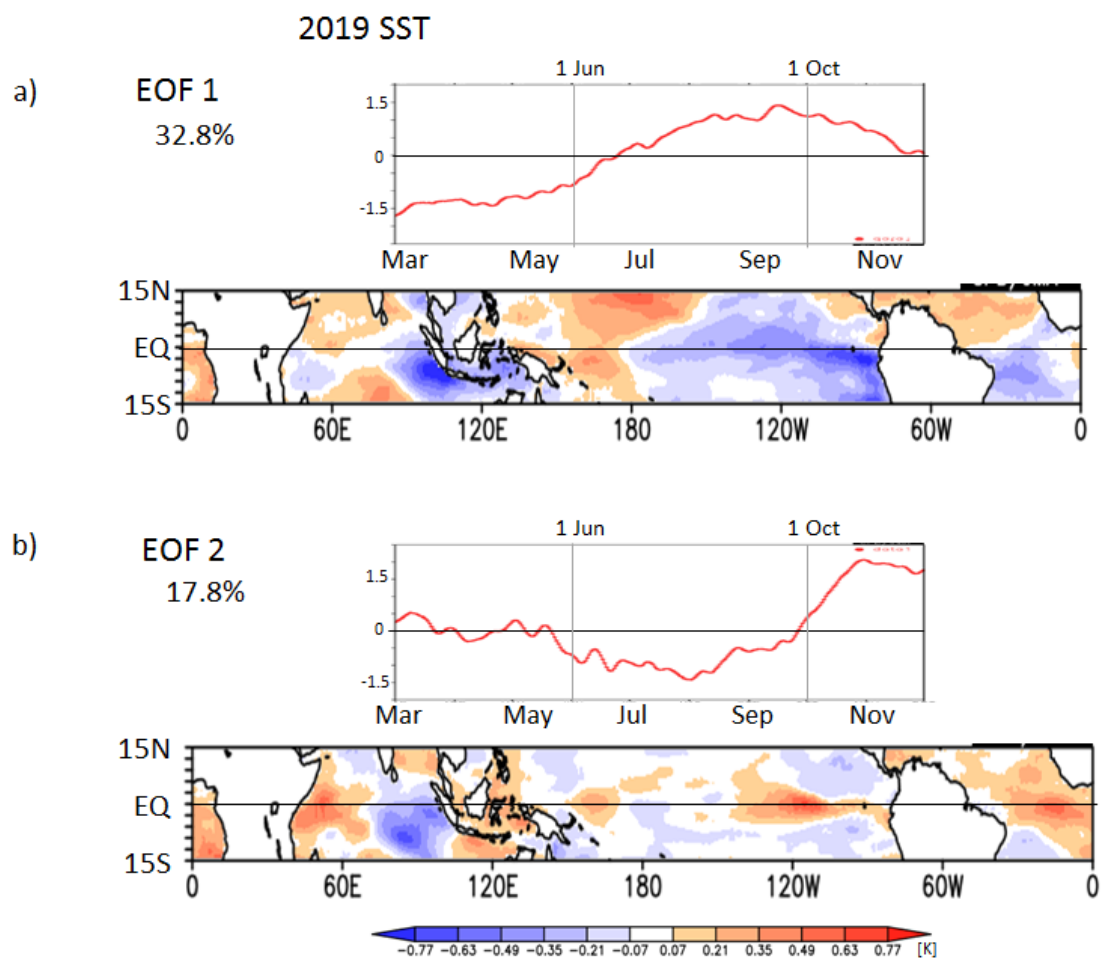 2019 SST
a)
EOF 1
32.8%
1 Jun 1 Oct
1.5
0
-1.5
Mar May Jul Sep Nov
15N
EQ
15S
0 60E 120E 180 120W 60W 0
b)
EOF 2
17.8%
1 Jun 1 Oct
1.5
0
-1.5
Mar May Jul Sep Nov
15N
EQ
15S
0 60E 120E 180 120W 60W 0
-0.77 -0.63 -0.49 -0.35 -0.21 -0.07 0.07 0.21 0.35 0.49 0.63 0.77 [K]